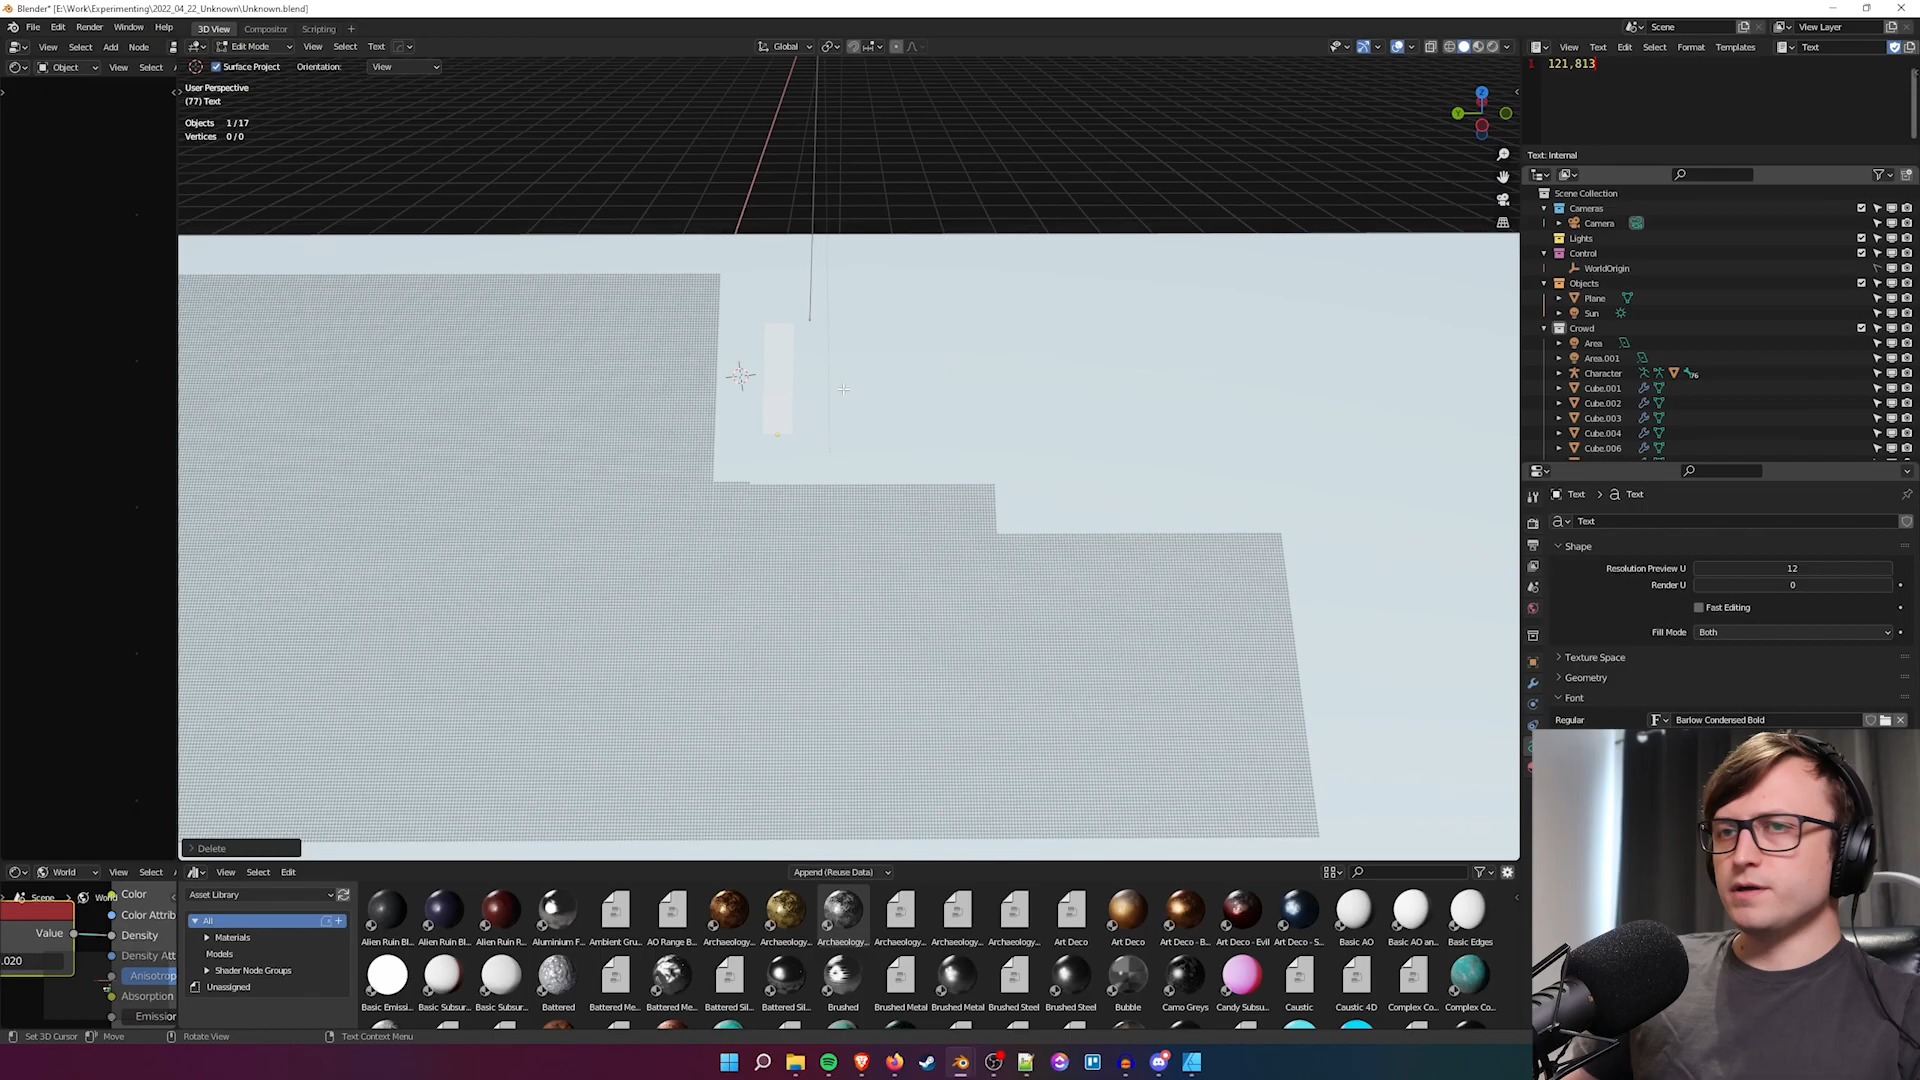 Blender* [E:\Work\Experimenting\2022_04_22_Unknown\Unknown.blend]
File Edit Render Window Help 3D View Compositor Scripting + Scene View Layer
View Select Add Node Edit Mode View Select Text Global View Text Edit Select Format Templates Text
Object View Select Surface Project Orientation: View 1 121,813
User Perspective
(77) Text
Objects 1/17
Vertices 0/0
Text: Internal
Scene Collection
Cameras
Camera
Lights
Control
WorldOrigin
Objects
Plane
Sun
Crowd
Area
Area.001
Character 76
Cube.001
Cube.002
Cube.003
Cube.004
Cube.006
Text > Text
Text
Shape
Resolution Preview U 12
Render U 0
Fast Editing
Fill Mode Both
Texture Space
Geometry
Font
Regular F Barlow Condensed Bold
Delete
World View Select View Select Edit Append (Reuse Data)
Scene Color
Color Attrib
Value Density
Density Att
.020 Anisotrop
Absorption
Emission
Asset Library
All
Materials
Models
Shader Node Groups
Unassigned
Alien Ruin Bl... Alien Ruin Bl... Alien Ruin R... Aluminium F... Ambient Gru... AO Range B... Archaeology... Archaeology... Archaeology... Archaeology... Archaeology... Archaeology... Art Deco Art Deco Art Deco - B... Art Deco - Evil Art Deco - S... Basic AO Basic AO an... Basic Edges
Basic Emissi... Basic Subsur... Basic Subsur... Battered Battered Me... Battered Me... Battered Sil... Battered Sil... Brushed Brushed Metal Brushed Metal Brushed Steel Brushed Steel Bubble Camo Greys Candy Subsu... Caustic Caustic 4D Complex Co... Complex Co...
Set 3D Cursor Move Rotate View Text Context Menu